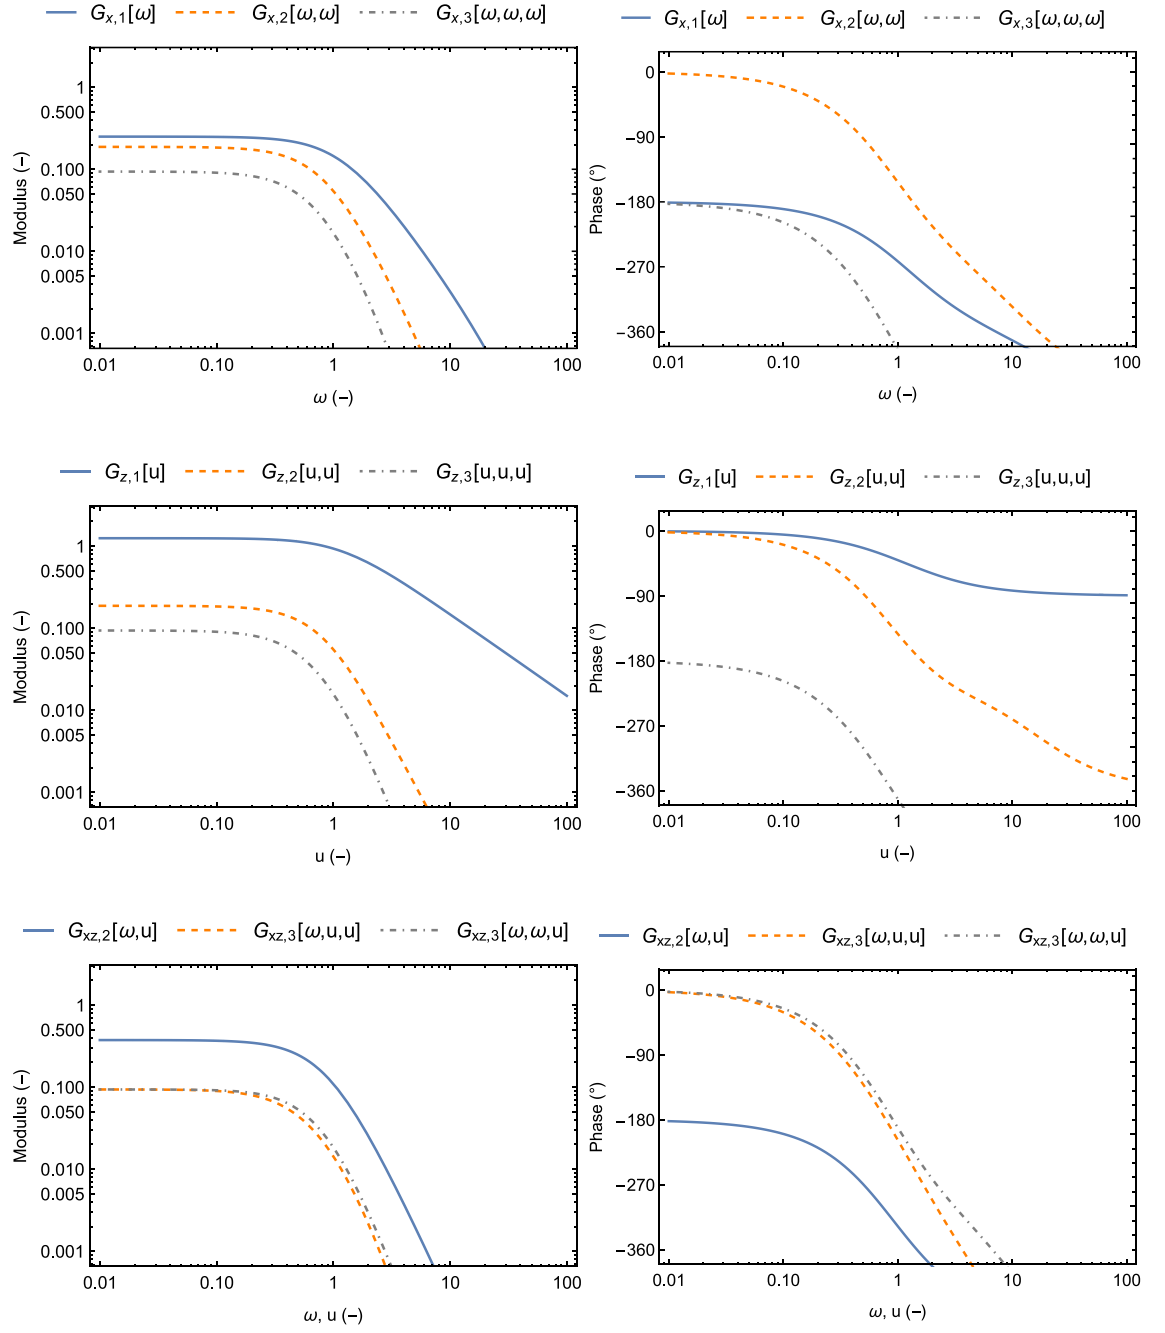 G_{x,1}[ω] G_{x,2}[ω,ω] G_{x,3}[ω,ω,ω]
Modulus (–)
1
0.500
0.100
0.050
0.010
0.005
0.001
0.01 0.10 1 10 100
ω (–)
G_{x,1}[ω] G_{x,2}[ω,ω] G_{x,3}[ω,ω,ω]
Phase (°)
0
−90
−180
−270
−360
0.01 0.10 1 10 100
ω (–)
G_{z,1}[u] G_{z,2}[u,u] G_{z,3}[u,u,u]
Modulus (–)
1
0.500
0.100
0.050
0.010
0.005
0.001
0.01 0.10 1 10 100
u (–)
G_{z,1}[u] G_{z,2}[u,u] G_{z,3}[u,u,u]
Phase (°)
0
−90
−180
−270
−360
0.01 0.10 1 10 100
u (–)
G_{xz,2}[ω,u] G_{xz,3}[ω,u,u] G_{xz,3}[ω,ω,u]
Modulus (–)
1
0.500
0.100
0.050
0.010
0.005
0.001
0.01 0.10 1 10 100
ω, u (–)
G_{xz,2}[ω,u] G_{xz,3}[ω,u,u] G_{xz,3}[ω,ω,u]
Phase (°)
0
−90
−180
−270
−360
0.01 0.10 1 10 100
ω, u (–)